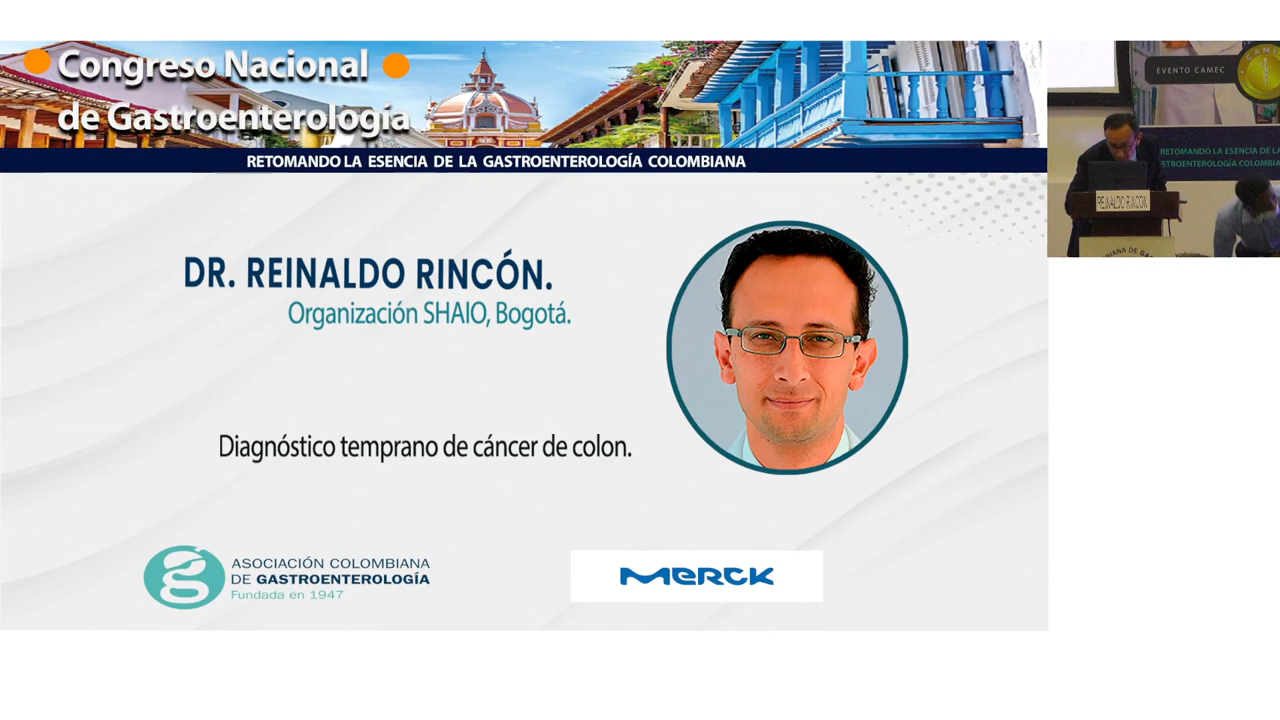 Congreso Nacional
de Gastroenterología
RETOMANDO LA ESENCIA DE LA GASTROENTEROLOGÍA COLOMBIANA
DR. REINALDO RINCÓN.
Organización SHAIO, Bogotá.
Diagnóstico temprano de cáncer de colon.
ASOCIACIÓN COLOMBIANA
DE GASTROENTEROLOGÍA
Fundada en 1947
MERCK
EVENTO CAMEC
RETOMANDO LA ESENCIA DE LA
GASTROENTEROLOGÍA COLOMBIA
REINALDO RINCON